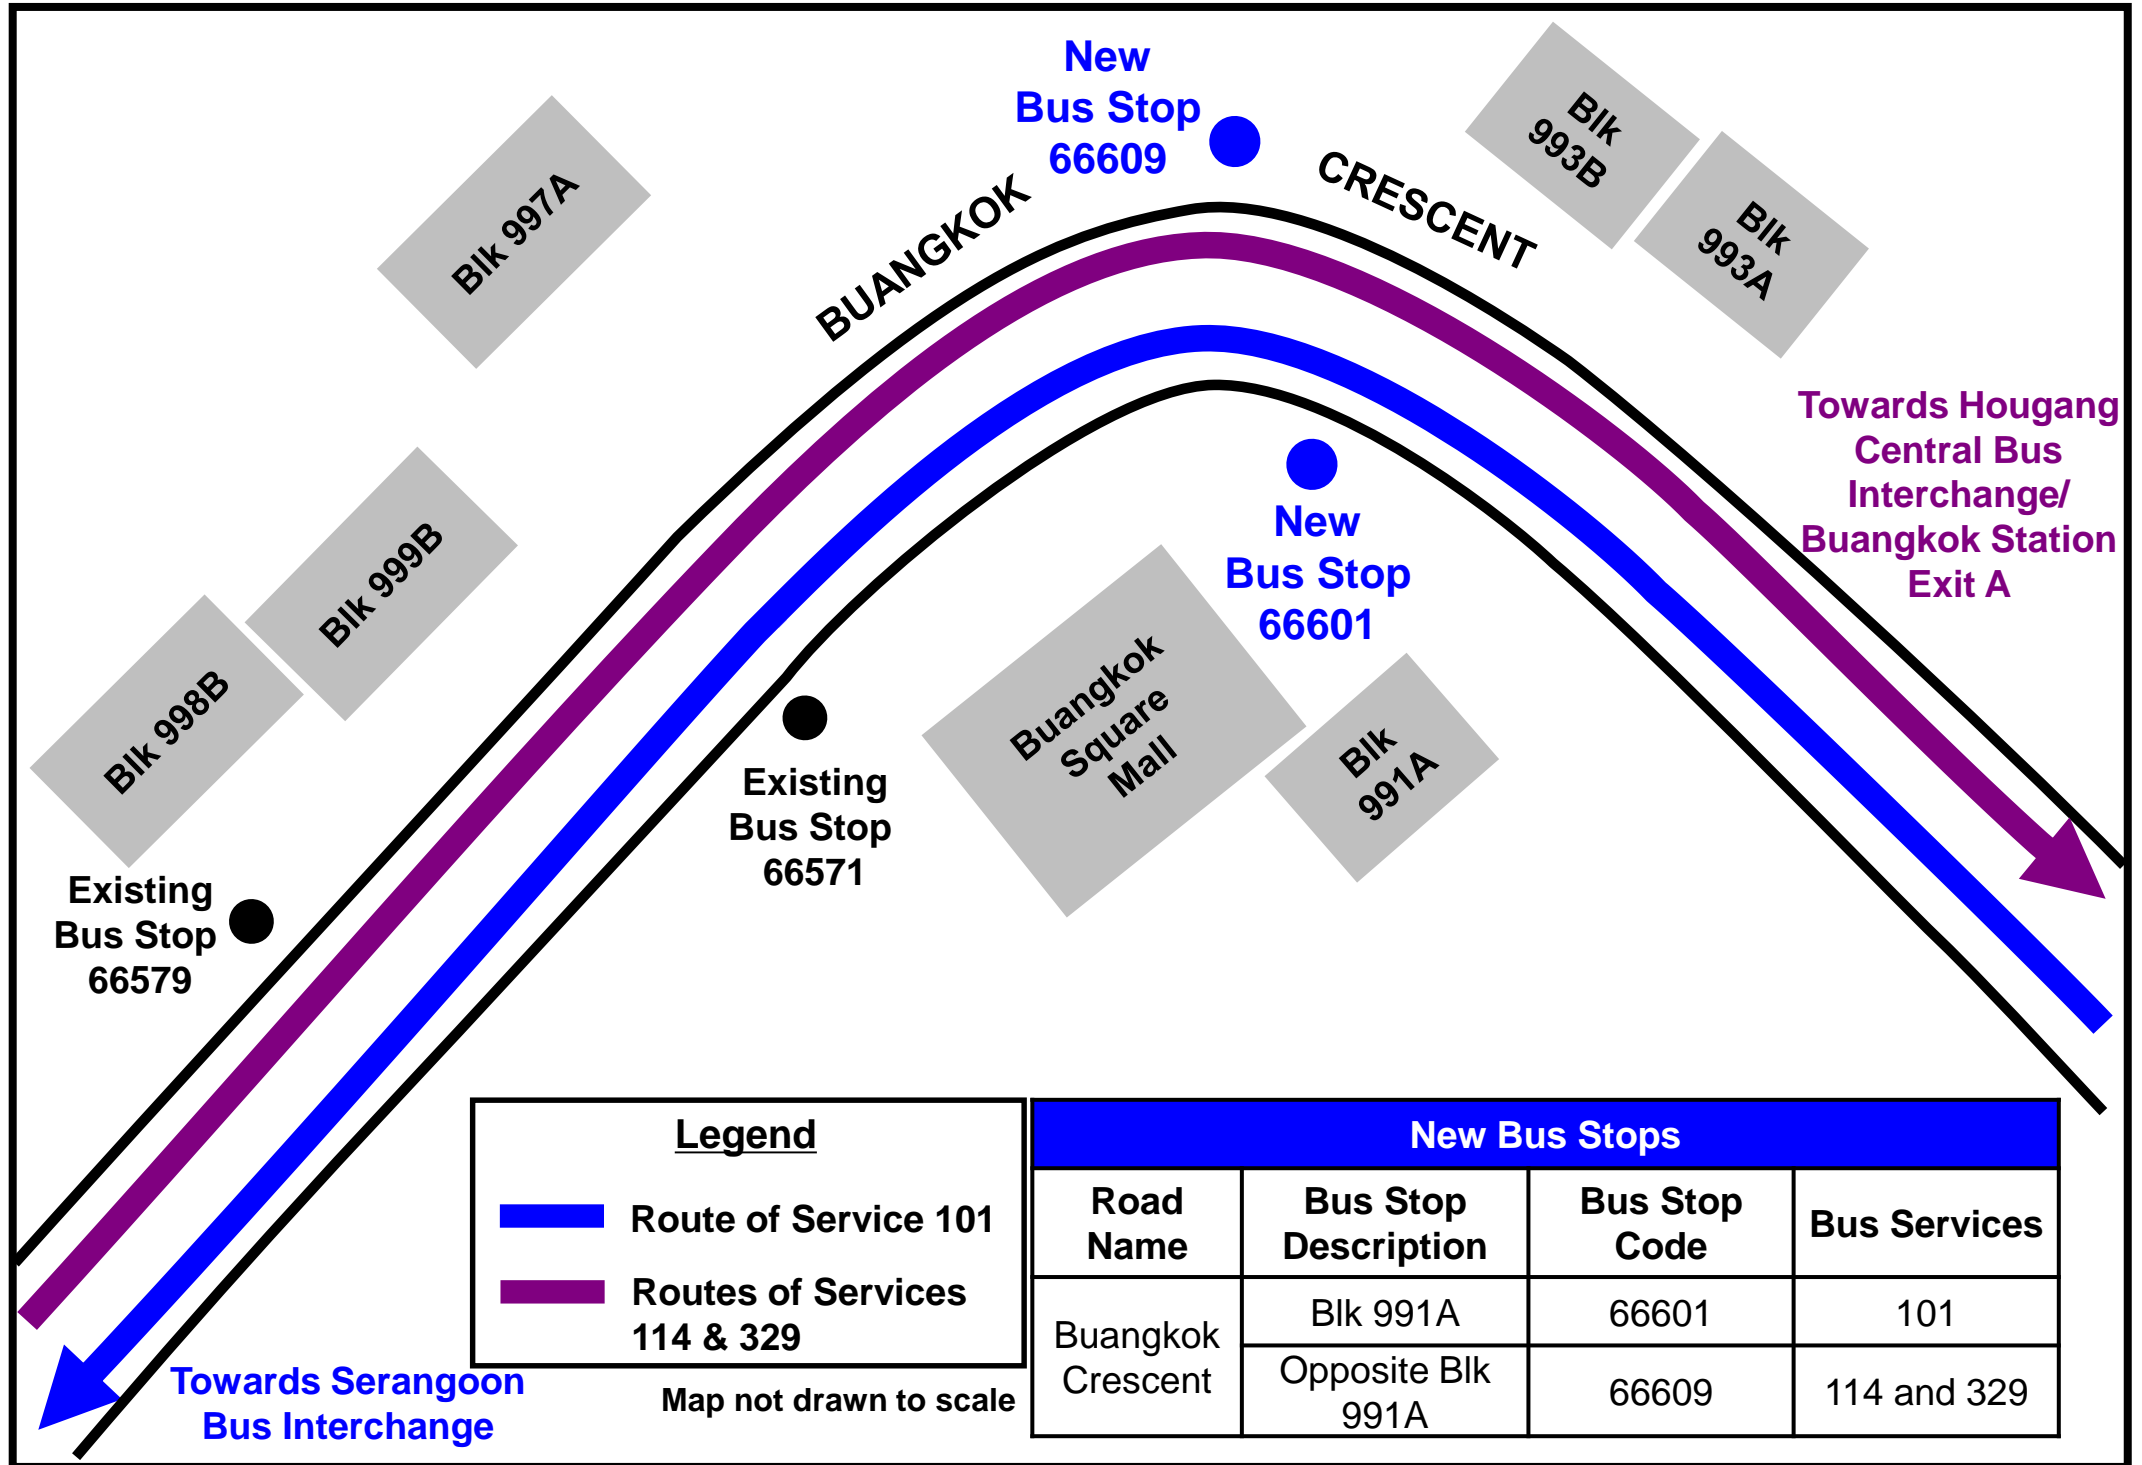 New
Bus Stop
66609
BUANGKOK
CRESCENT
Blk
993B
Blk
993A
Blk 997A
Blk 999B
Blk 998B
Towards Hougang
Central Bus
Interchange/
Buangkok Station
Exit A
New
Bus Stop
66601
Buangkok
Square
Mall
Blk
991A
Existing
Bus Stop
66571
Existing
Bus Stop
66579
Towards Serangoon
Bus Interchange
Legend
Route of Service 101
Routes of Services
114 & 329
Map not drawn to scale
New Bus Stops
Road
Name
Bus Stop
Description
Bus Stop
Code
Bus Services
Buangkok
Crescent
Blk 991A
66601
101
Opposite Blk
991A
66609
114 and 329